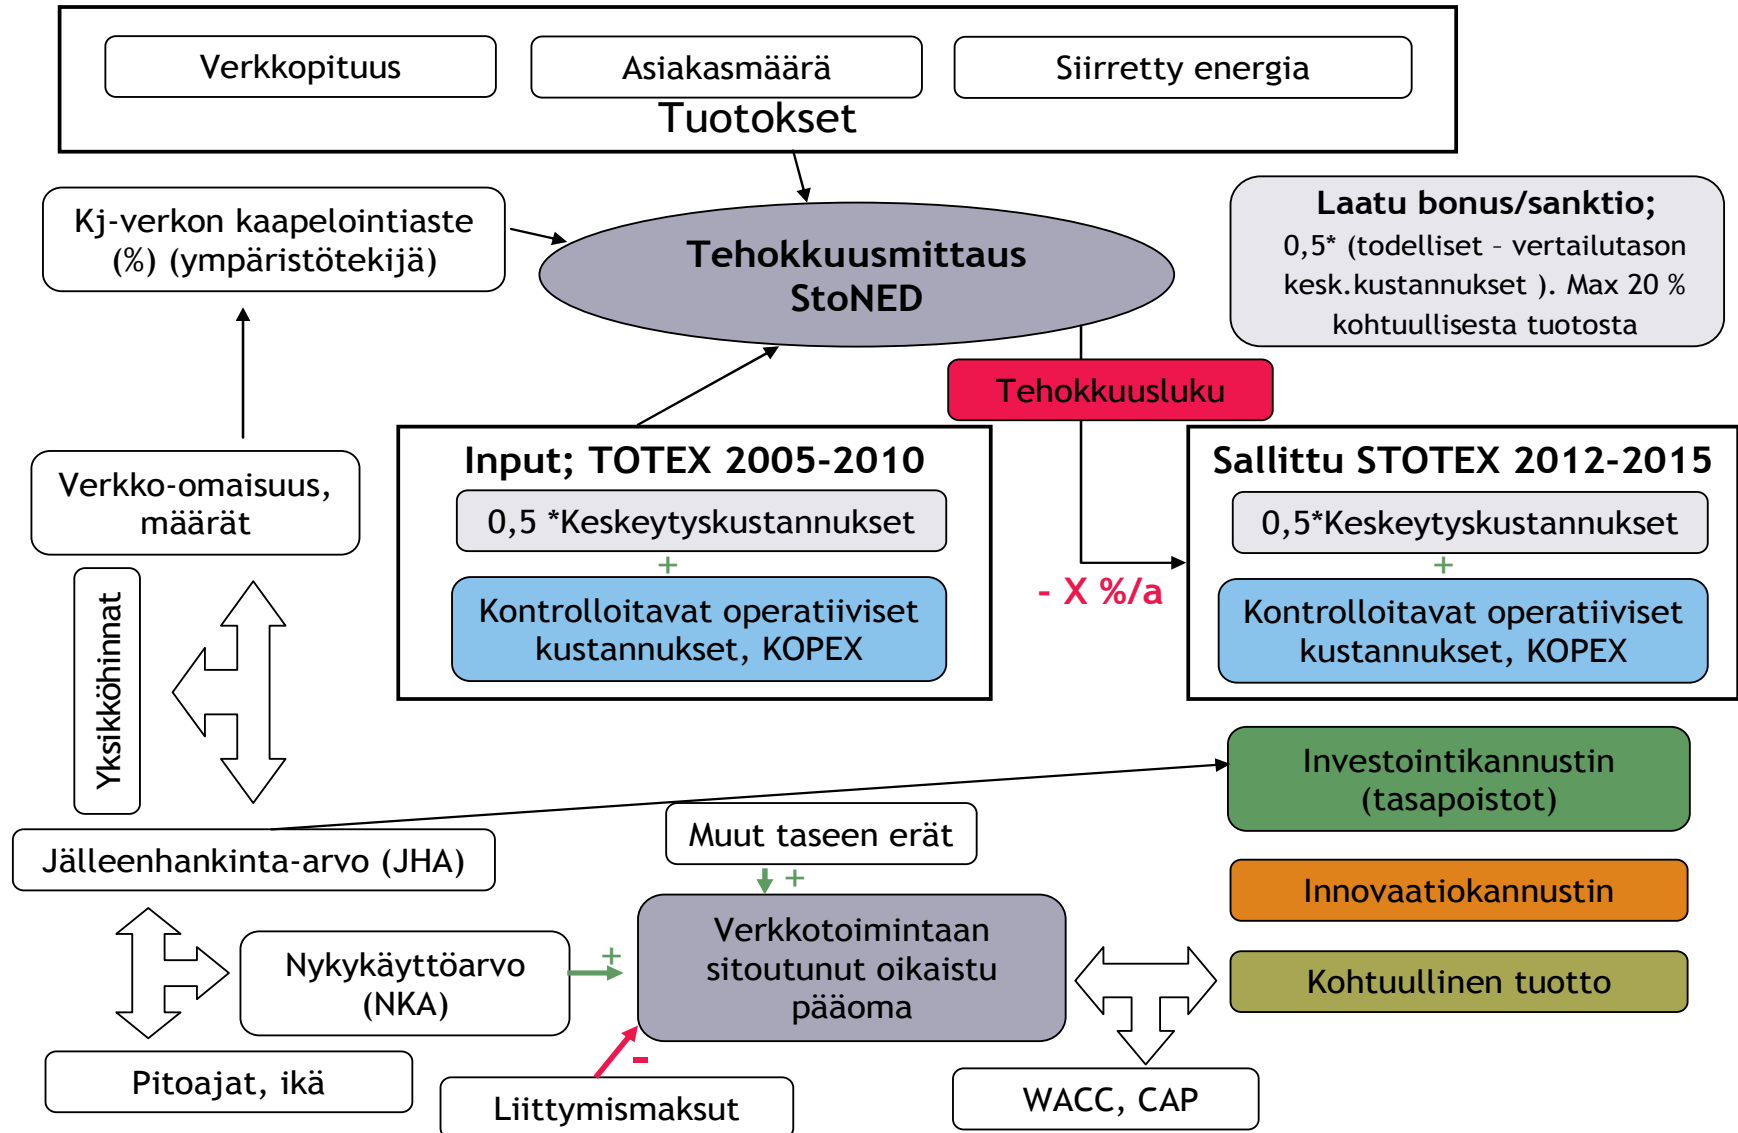 Verkkopituus
Asiakasmäärä
Siirretty energia
Tuotokset
Kj-verkon kaapelointiaste
(%) (ympäristötekijä)
Tehokkuusmittaus
StoNED
Laatu bonus/sanktio;
0,5* (todelliset – vertailutason
kesk.kustannukset ). Max 20 %
kohtuullisesta tuotosta
Tehokkuusluku
Verkko-omaisuus,
määrät
Input; TOTEX 2005-2010
0,5 *Keskeytyskustannukset
+
Kontrolloitavat operatiiviset
kustannukset, KOPEX
- X %/a
Sallittu STOTEX 2012-2015
0,5*Keskeytyskustannukset
+
Kontrolloitavat operatiiviset
kustannukset, KOPEX
Yksikköhinnat
Investointikannustin
(tasapoistot)
Muut taseen erät
+
Jälleenhankinta-arvo (JHA)
Innovaatiokannustin
Nykykäyttöarvo
(NKA)
+
Verkkotoimintaan
sitoutunut oikaistu
pääoma
Kohtuullinen tuotto
-
Pitoajat, ikä
Liittymismaksut
WACC, CAP